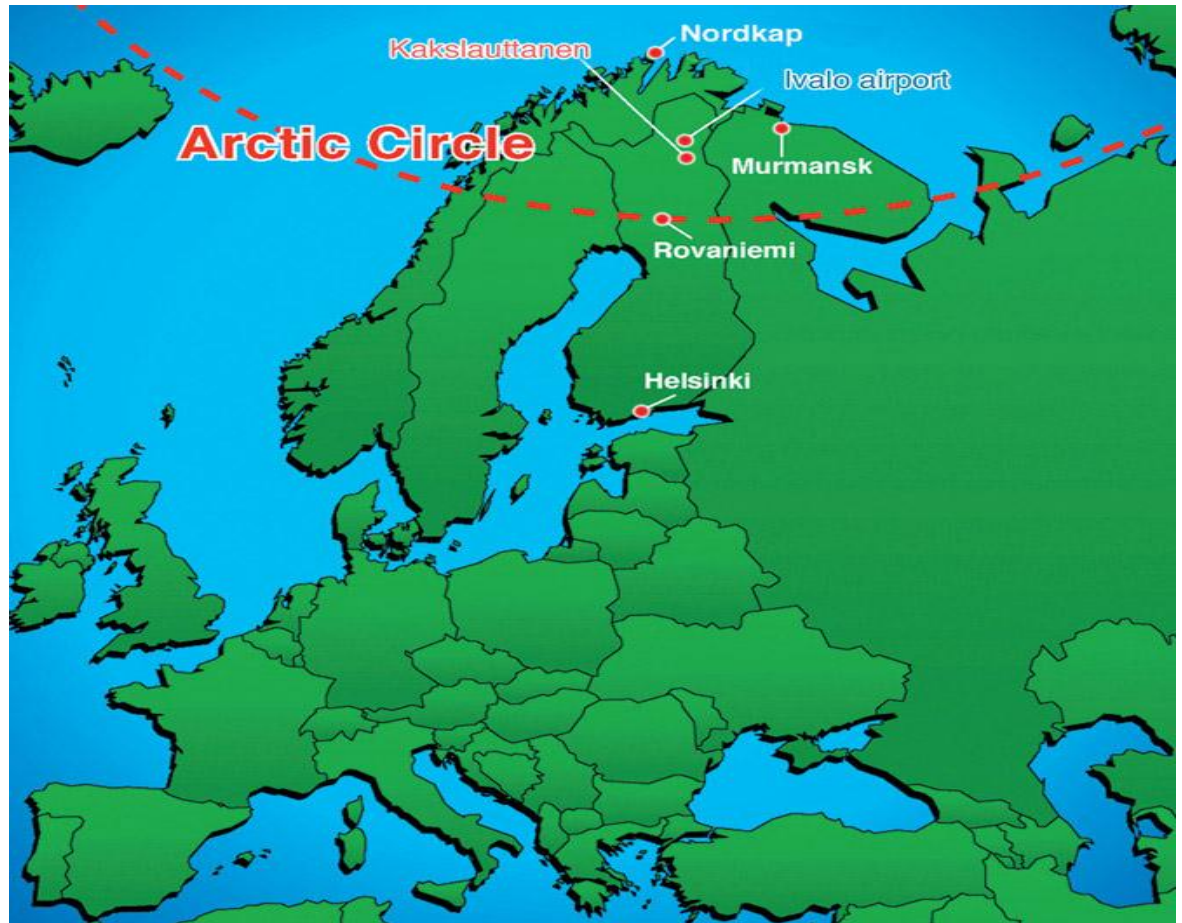 Nordkap
Kakslauttanen
Ivalo airport
Arctic Circle
Murmansk
Rovaniemi
Helsinki